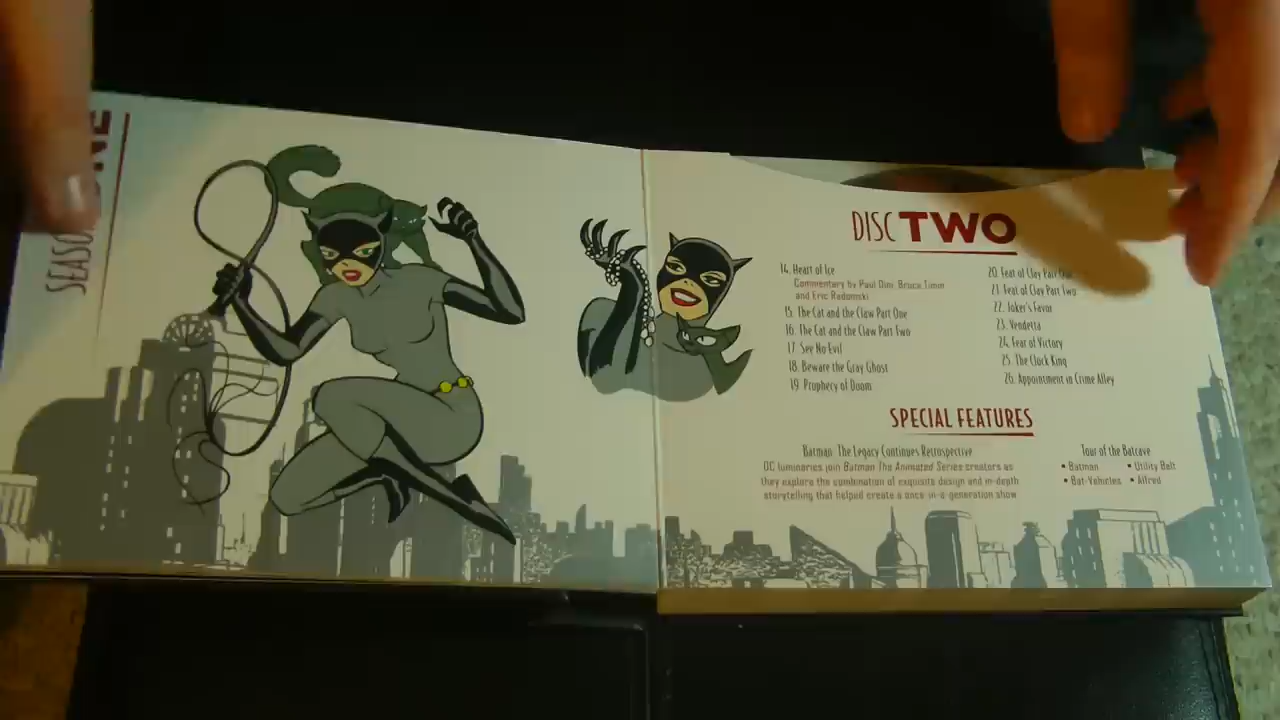 SEASON ONE
DISC TWO
14. Heart of Ice
Commentary by Paul Dini, Bruce Timm
and Eric Radomski
15. The Cat and the Claw Part One
16. The Cat and the Claw Part Two
17. See No Evil
18. Beware the Gray Ghost
19. Prophecy of Doom
20. Feat of Clay Part One
21. Feat of Clay Part Two
22. Joker's Favor
23. Vendetta
24. Fear of Victory
25. The Clock King
26. Appointment in Crime Alley
SPECIAL FEATURES
Batman: The Legacy Continues Retrospective
DC luminaries join Batman The Animated Series creators as
they explore the combination of exquisite design and in-depth
storytelling that helped create a once-in-a-generation show
Tour of the Batcave
• Batman • Utility Belt
• Bat-Vehicles • Alfred